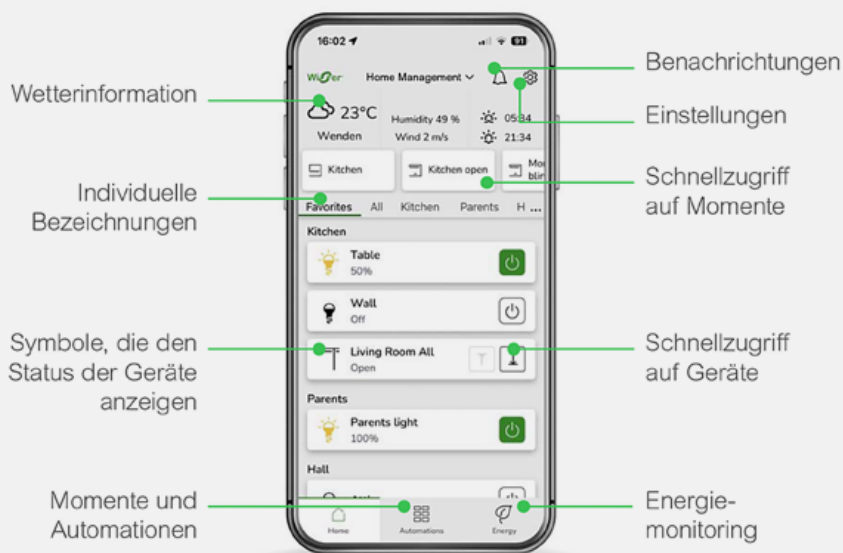 16:02
91
Wiser
Home Management
Benachrichtungen
Wetterinformation
23°C
Humidity 49 %
05:34
Einstellungen
Wenden
Wind 2 m/s
21:34
Kitchen
Kitchen open
Individuelle
Bezeichnungen
Schnellzugriff
auf Momente
Favorites
All
Kitchen
Parents
H ...
Kitchen
Table
50%
Wall
Off
Symbole, die den
Status der Geräte
anzeigen
Living Room All
Open
Schnellzugriff
auf Geräte
Parents
Parents light
100%
Hall
Momente und
Automationen
Energie-
monitoring
Home
Automations
Energy